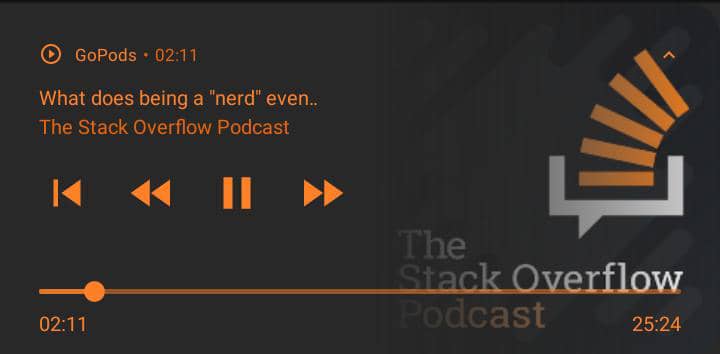 GoPods • 02:11
What does being a "nerd" even..
The Stack Overflow Podcast
The
Stack Overflow
Podcast
02:11
25:24